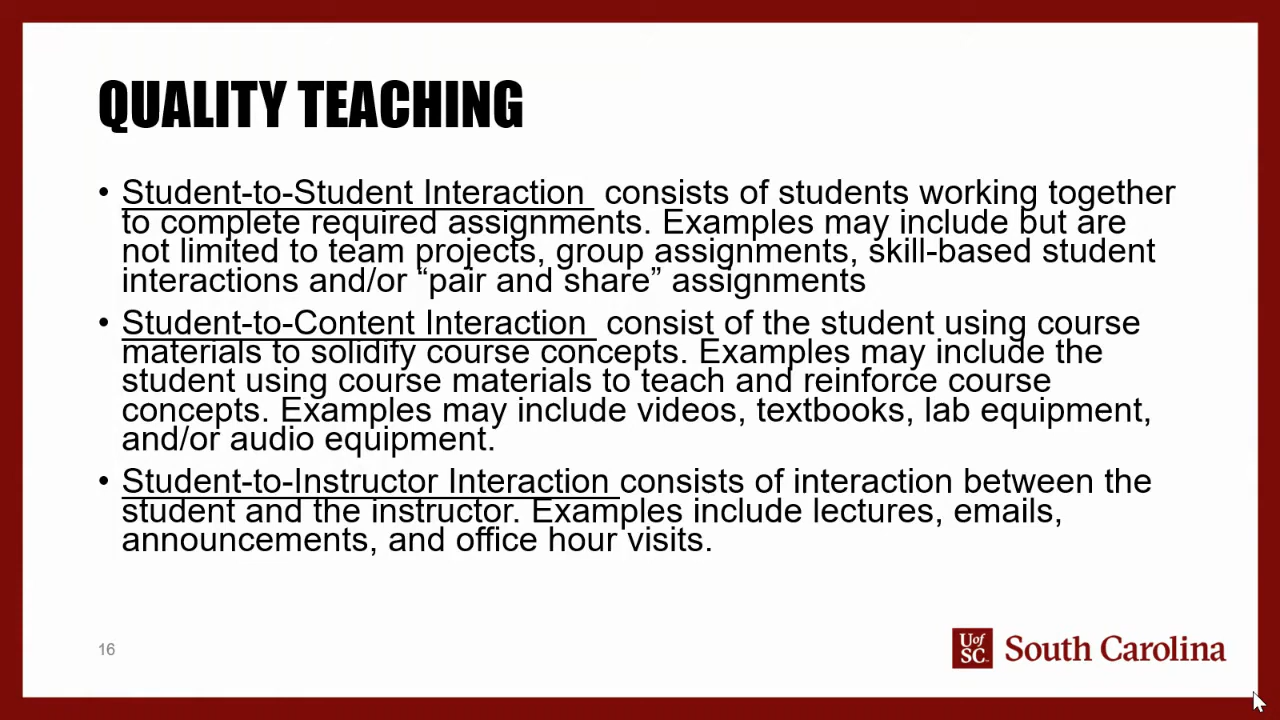 QUALITY TEACHING
• Student-to-Student Interaction consists of students working together
to complete required assignments. Examples may include but are
not limited to team projects, group assignments, skill-based student
interactions and/or “pair and share” assignments
• Student-to-Content Interaction consist of the student using course
materials to solidify course concepts. Examples may include the
student using course materials to teach and reinforce course
concepts. Examples may include videos, textbooks, lab equipment,
and/or audio equipment.
• Student-to-Instructor Interaction consists of interaction between the
student and the instructor. Examples include lectures, emails,
announcements, and office hour visits.
16
UofSC South Carolina